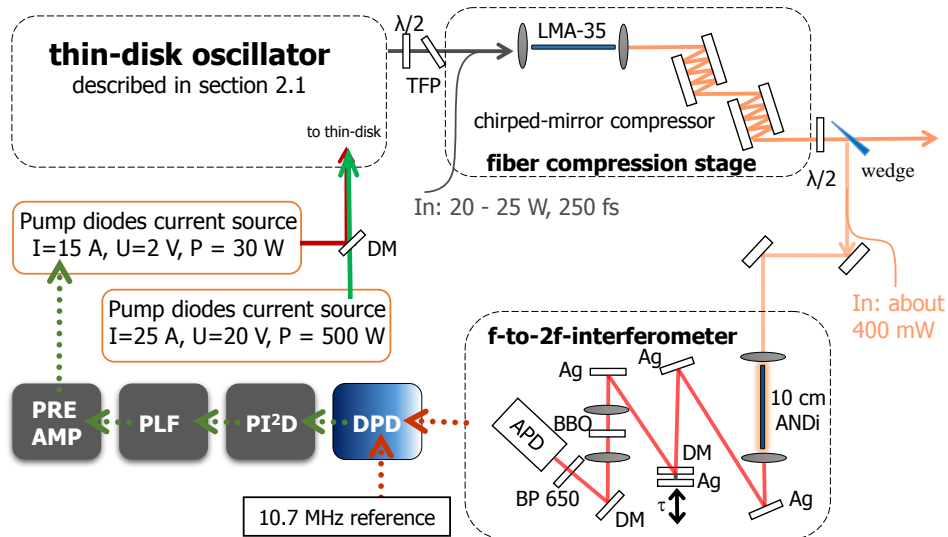 thin-disk oscillator
described in section 2.1
to thin-disk
λ/2
TFP
LMA-35
chirped-mirror compressor
fiber compression stage
λ/2
wedge
In: 20 - 25 W, 250 fs
Pump diodes current source
I=15 A, U=2 V, P = 30 W
DM
Pump diodes current source
I=25 A, U=20 V, P = 500 W
In: about
400 mW
f-to-2f-interferometer
Ag
Ag
10 cm
ANDi
BBO
APD
DM
Ag
BP 650
τ
Ag
DM
PRE
AMP
PLF
PI²D
DPD
10.7 MHz reference